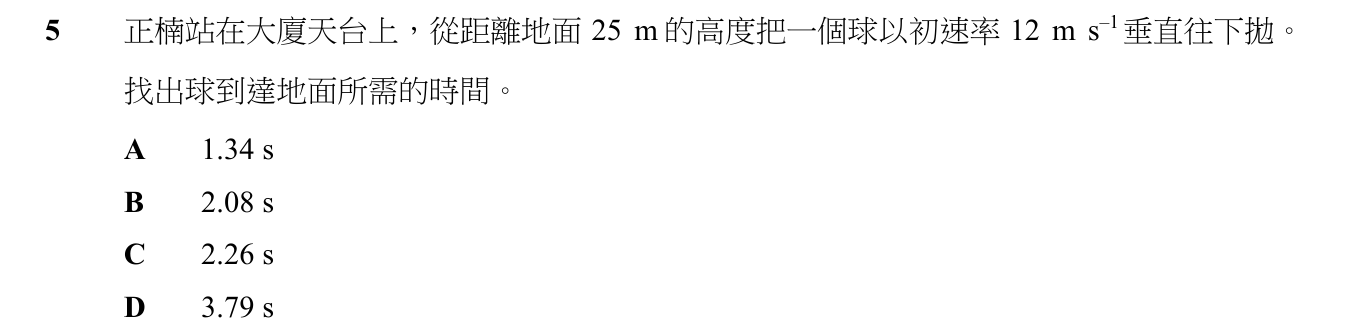 5 正楠站在大廈天台上，從距離地面 25 m 的高度把一個球以初速率 12 m s⁻¹ 垂直往下拋。
找出球到達地面所需的時間。
A 1.34 s
B 2.08 s
C 2.26 s
D 3.79 s